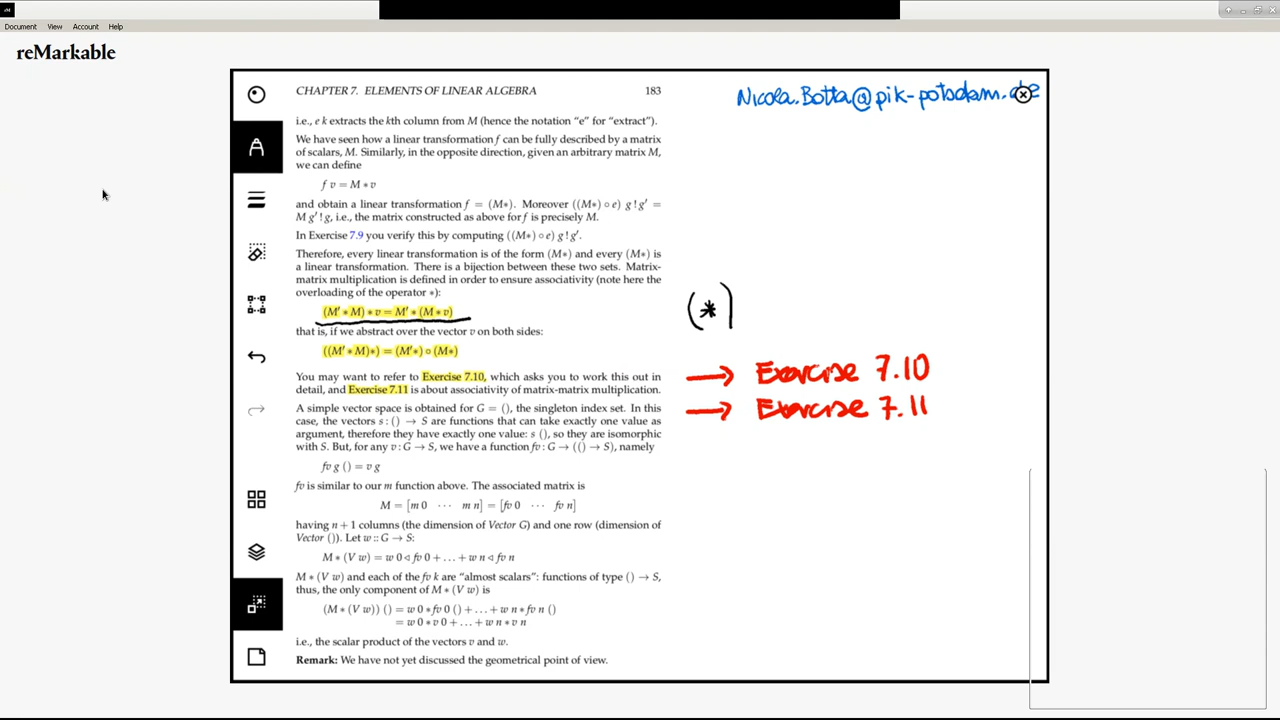 Document View Account Help
reMarkable
CHAPTER 7. ELEMENTS OF LINEAR ALGEBRA 183
i.e., e k extracts the kth column from M (hence the notation “e” for “extract”).
We have seen how a linear transformation f can be fully described by a matrix
of scalars, M. Similarly, in the opposite direction, given an arbitrary matrix M,
we can define
f v = M ∗ v
and obtain a linear transformation f = (M∗). Moreover ((M∗) ∘ e) g ! g′ =
M g′ ! g, i.e., the matrix constructed as above for f is precisely M.
In Exercise 7.9 you verify this by computing ((M∗) ∘ e) g ! g′.
Therefore, every linear transformation is of the form (M∗) and every (M∗) is
a linear transformation. There is a bijection between these two sets. Matrix-
matrix multiplication is defined in order to ensure associativity (note here the
overloading of the operator ∗):
(M′ ∗ M) ∗ v = M′ ∗ (M ∗ v)
that is, if we abstract over the vector v on both sides:
((M′ ∗ M)∗) = (M′∗) ∘ (M∗)
You may want to refer to Exercise 7.10, which asks you to work this out in
detail, and Exercise 7.11 is about associativity of matrix-matrix multiplication.
A simple vector space is obtained for G = (), the singleton index set. In this
case, the vectors s : () → S are functions that can take exactly one value as
argument, therefore they have exactly one value: s (), so they are isomorphic
with S. But, for any v : G → S, we have a function fv : G → (() → S), namely
fv g () = v g
fv is similar to our m function above. The associated matrix is
M = [m 0 ⋯ m n] = [fv 0 ⋯ fv n]
having n + 1 columns (the dimension of Vector G) and one row (dimension of
Vector ()). Let w :: G → S:
M ∗ (V w) = w 0 ◁ fv 0 + … + w n ◁ fv n
M ∗ (V w) and each of the fv k are “almost scalars”: functions of type () → S,
thus, the only component of M ∗ (V w) is
(M ∗ (V w)) () = w 0 ∗ fv 0 () + … + w n ∗ fv n ()
= w 0 ∗ v 0 + … + w n ∗ v n
i.e., the scalar product of the vectors v and w.
Remark: We have not yet discussed the geometrical point of view.
(*)
→ Exercise 7.10
→ Exercise 7.11